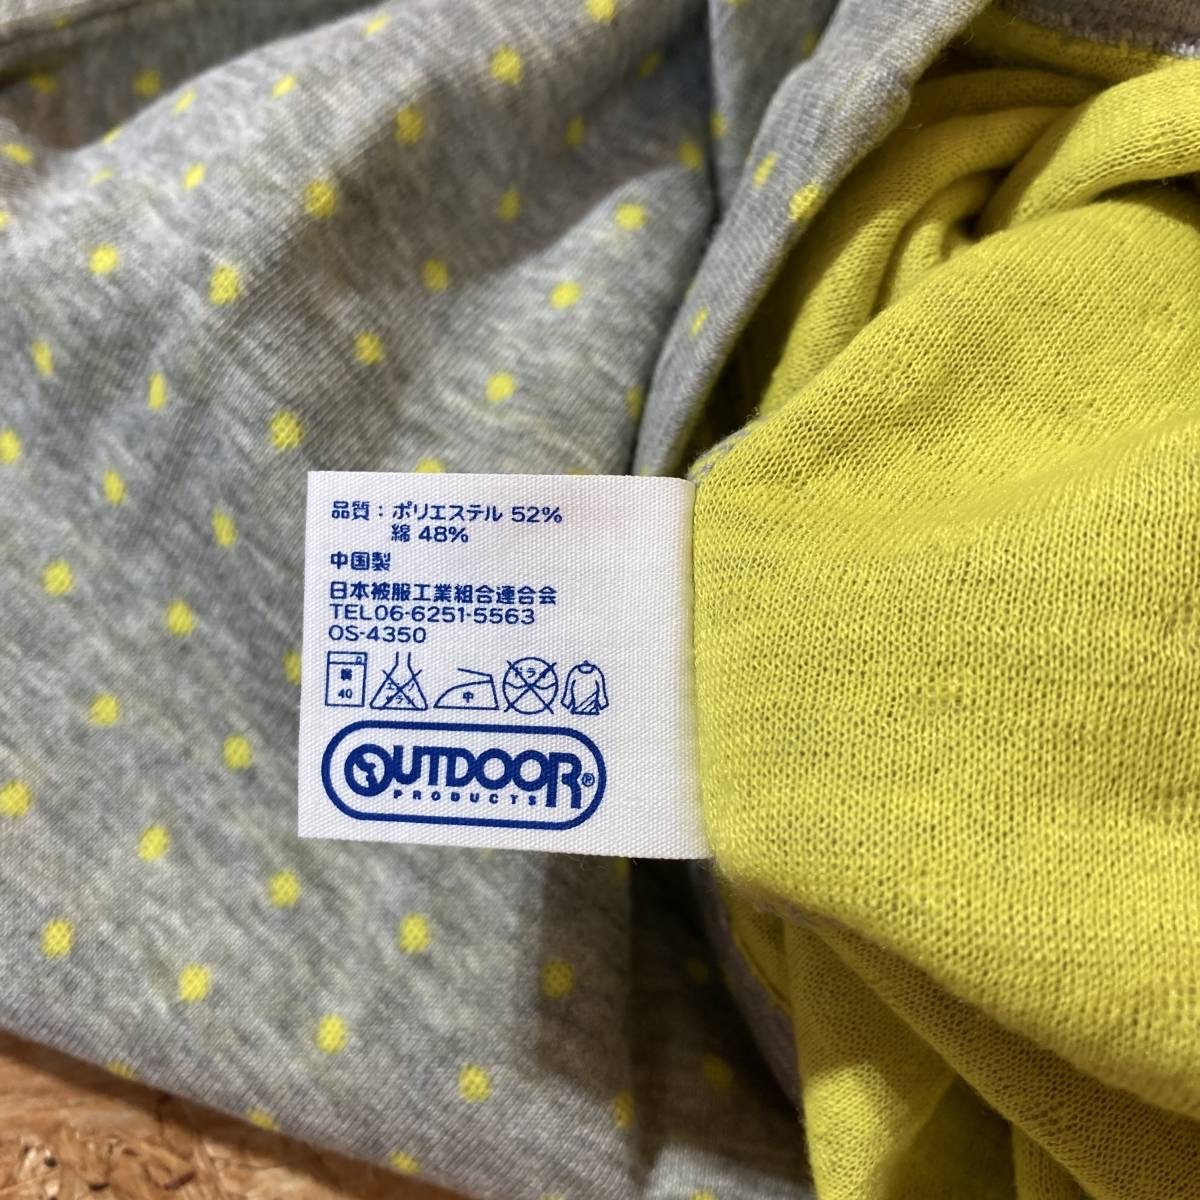 品質：ポリエステル 52%
綿 48%
中国製
日本被服工業組合連合会
TEL06-6251-5563
OS-4350
40
中
OUTDOOR®
PRODUCTS